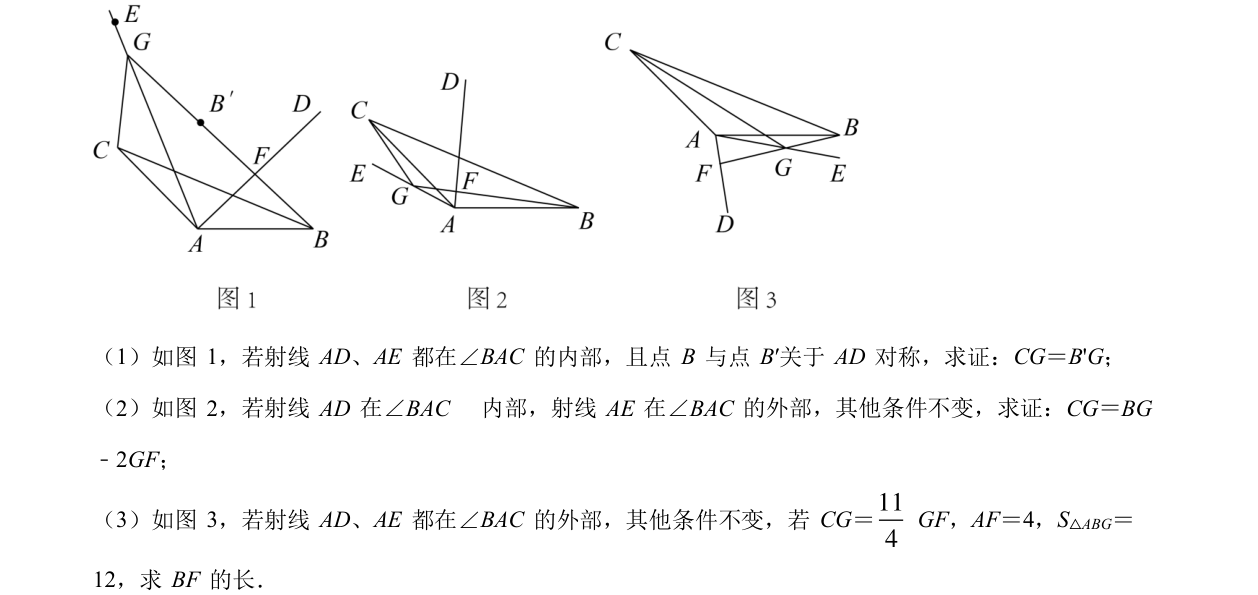 E
G
B′
D
C
F
A
B
图 1
D
C
E
F
G
A
B
图 2
C
A
B
F
G
E
D
图 3
（1）如图 1，若射线 AD、AE 都在∠BAC 的内部，且点 B 与点 B′关于 AD 对称，求证：CG＝B′G；
（2）如图 2，若射线 AD 在∠BAC 内部，射线 AE 在∠BAC 的外部，其他条件不变，求证：CG＝BG
﹣2GF；
（3）如图 3，若射线 AD、AE 都在∠BAC 的外部，其他条件不变，若 CG＝11/4 GF，AF＝4，S△ABG＝
12，求 BF 的长．